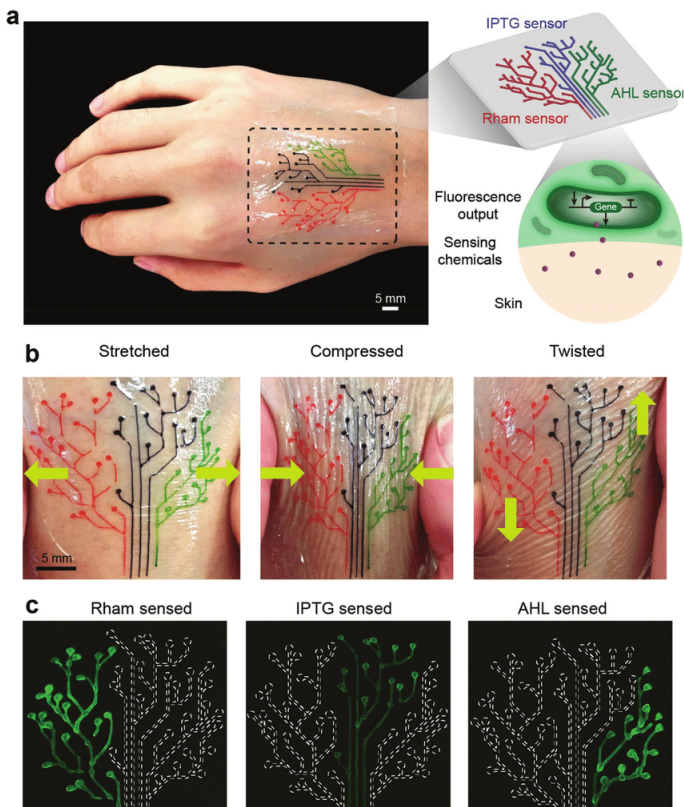 a
IPTG sensor
AHL sensor
Rham sensor
Fluorescence
output
Gene
Sensing
chemicals
Skin
5 mm
b
Stretched
Compressed
Twisted
5 mm
c
Rham sensed
IPTG sensed
AHL sensed